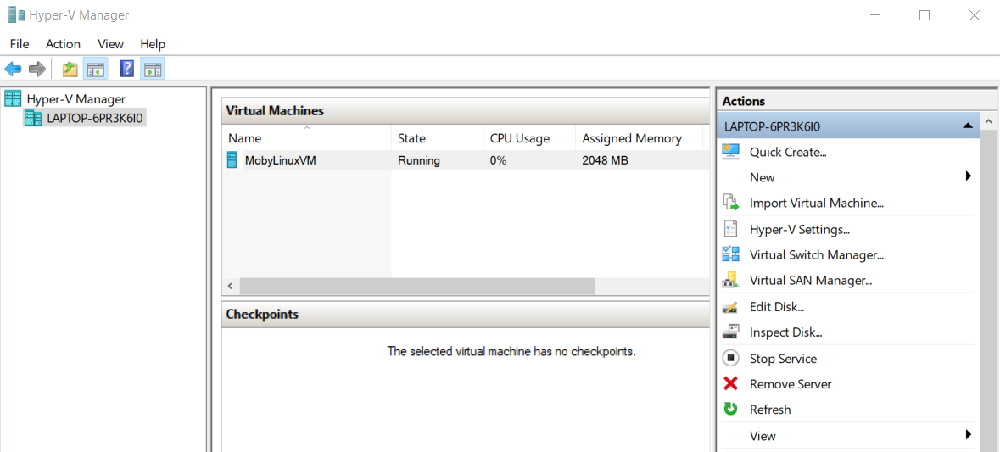 Hyper-V Manager
File Action View Help
Hyper-V Manager
LAPTOP-6PR3K6I0
Virtual Machines
Name State CPU Usage Assigned Memory
MobyLinuxVM Running 0% 2048 MB
Checkpoints
The selected virtual machine has no checkpoints.
Actions
LAPTOP-6PR3K6I0
Quick Create...
New
Import Virtual Machine...
Hyper-V Settings...
Virtual Switch Manager...
Virtual SAN Manager...
Edit Disk...
Inspect Disk...
Stop Service
Remove Server
Refresh
View